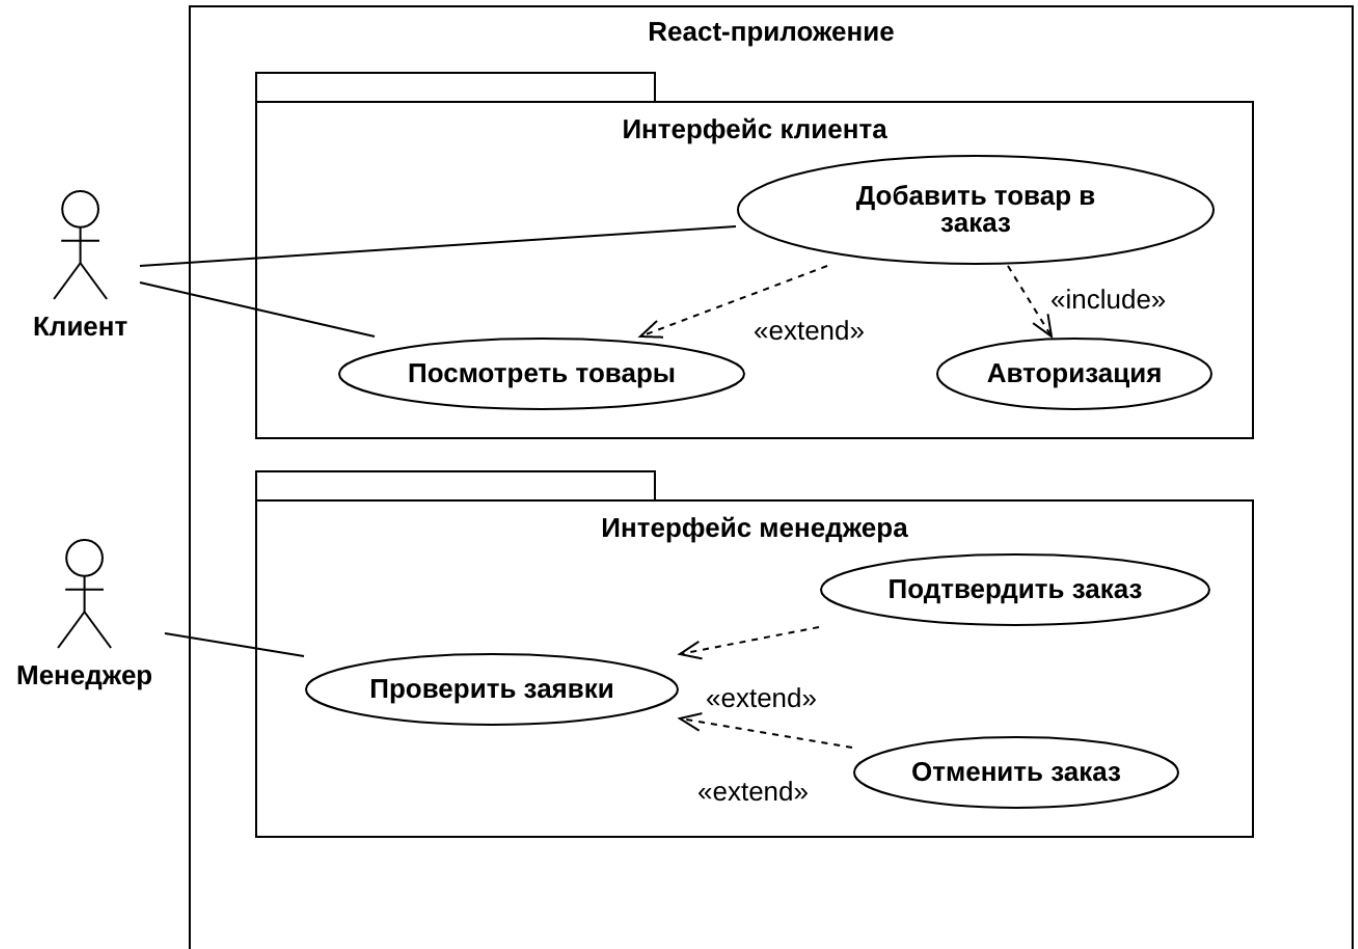 React-приложение
Интерфейс клиента
Добавить товар в
заказ
«include»
«extend»
Клиент
Посмотреть товары
Авторизация
Интерфейс менеджера
Подтвердить заказ
Менеджер
Проверить заявки
«extend»
Отменить заказ
«extend»